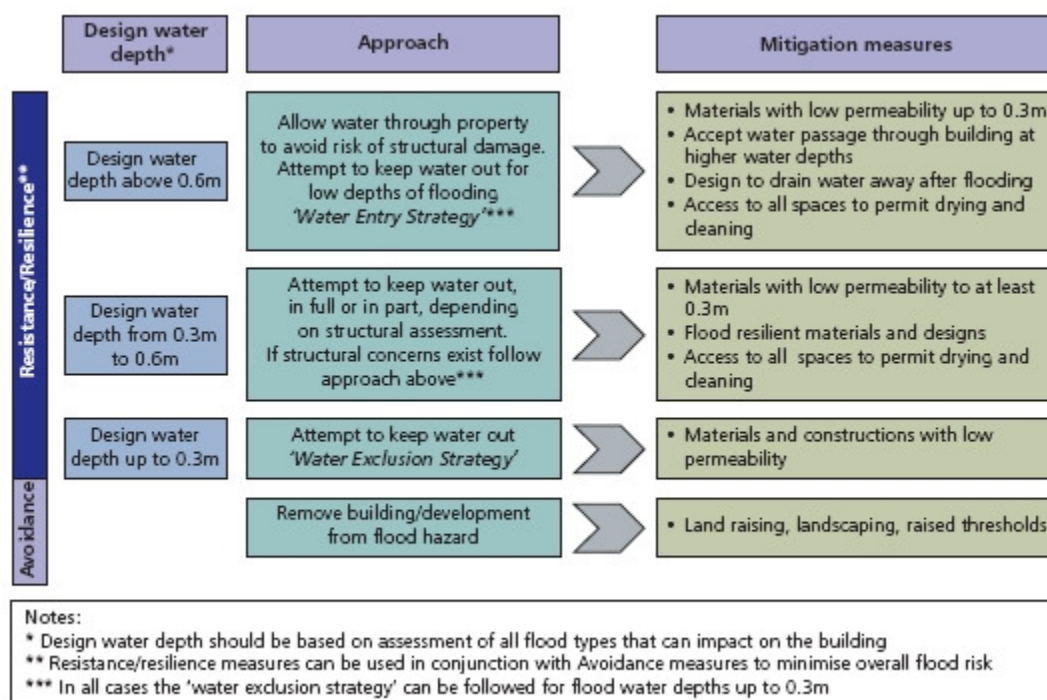 Design water
depth*
Approach
Mitigation measures
Resistance/Resilience**
Design water
depth above 0.6m
Allow water through property
to avoid risk of structural damage.
Attempt to keep water out for
low depths of flooding
'Water Entry Strategy'***
• Materials with low permeability up to 0.3m
• Accept water passage through building at
higher water depths
• Design to drain water away after flooding
• Access to all spaces to permit drying and
cleaning
Design water
depth from 0.3m
to 0.6m
Attempt to keep water out,
in full or in part, depending
on structural assessment.
If structural concerns exist follow
approach above***
• Materials with low permeability to at least
0.3m
• Flood resilient materials and designs
• Access to all spaces to permit drying and
cleaning
Design water
depth up to 0.3m
Attempt to keep water out
'Water Exclusion Strategy'
• Materials and constructions with low
permeability
Avoidance
Remove building/development
from flood hazard
• Land raising, landscaping, raised thresholds
Notes:
* Design water depth should be based on assessment of all flood types that can impact on the building
** Resistance/resilience measures can be used in conjunction with Avoidance measures to minimise overall flood risk
*** In all cases the 'water exclusion strategy' can be followed for flood water depths up to 0.3m